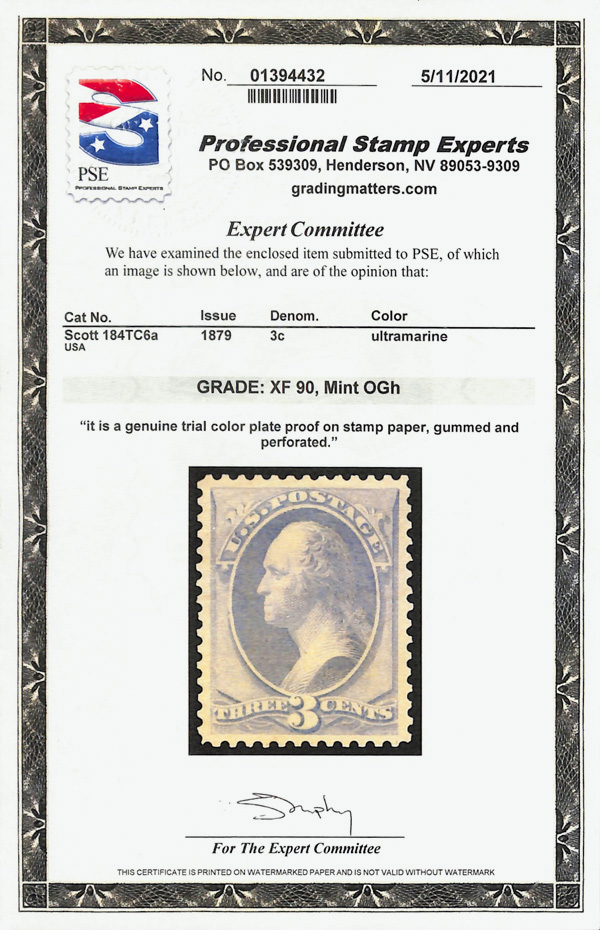 No. 01394432 5/11/2021
PSE
PROFESSIONAL STAMP EXPERTS
Professional Stamp Experts
PO Box 539309, Henderson, NV 89053-9309
gradingmatters.com
Expert Committee
We have examined the enclosed item submitted to PSE, of which
an image is shown below, and are of the opinion that:
Cat No. Issue Denom. Color
Scott 184TC6a 1879 3c ultramarine
USA
GRADE: XF 90, Mint OGh
“it is a genuine trial color plate proof on stamp paper, gummed and
perforated.”
U.S. POSTAGE
THREE 3 CENTS
For The Expert Committee
THIS CERTIFICATE IS PRINTED ON WATERMARKED PAPER AND IS NOT VALID WITHOUT WATERMARK